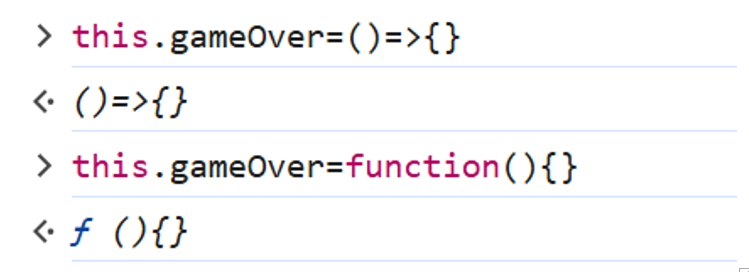 > this.gameOver=()=>{}
<· ()=>{}
> this.gameOver=function(){}
<· ƒ (){}